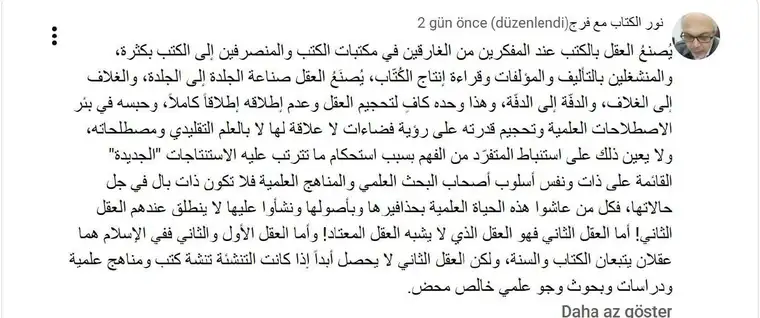 نور الكتاب مع فرج(düzenlendi) 2 gün önce
يُصنعُ العقل بالكتب عند المفكرين من الغارقين في مكتبات الكتب والمنصرفين إلى الكتب بكثرة،
والمنشغلين بالتأليف والمؤلفات وقراءة إنتاج الكُتّاب، يُصنَعُ العقل صناعة الجلدة إلى الجلدة، والغلاف
إلى الغلاف، والدفّة إلى الدفّة، وهذا وحده كافٍ لتحجيم العقل وعدم إطلاقه إطلاقاً كاملاً، وحبسه في بئر
الاصطلاحات العلمية وتحجيم قدرته على رؤية فضاءات لا علاقة لها لا بالعلم التقليدي ومصطلحاته،
ولا يعين ذلك على استنباط المتفرّد من الفهم بسبب استحكام ما تترتب عليه الاستنتاجات "الجديدة"
القائمة على ذات ونفس أسلوب أصحاب البحث العلمي والمناهج العلمية فلا تكون ذات بال في جل
حالاتها، فكل من عاشوا هذه الحياة العلمية بحذافيرها وبأصولها ونشأوا عليها لا ينطلق عندهم العقل
الثاني! أما العقل الثاني فهو العقل الذي لا يشبه العقل المعتاد! وأما العقل الأول والثاني ففي الإسلام هما
عقلان يتبعان الكتاب والسنة، ولكن العقل الثاني لا يحصل أبداً إذا كانت التنشئة تنشة كتب ومناهج علمية
ودراسات وبحوث وجو علمي خالص محض.
Daha az göster